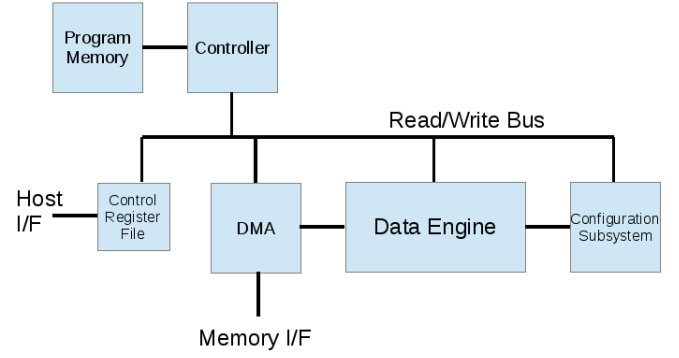 Program
Memory
Controller
Read/Write Bus
Host
I/F
Control
Register
File
DMA
Data Engine
Configuration
Subsystem
Memory I/F